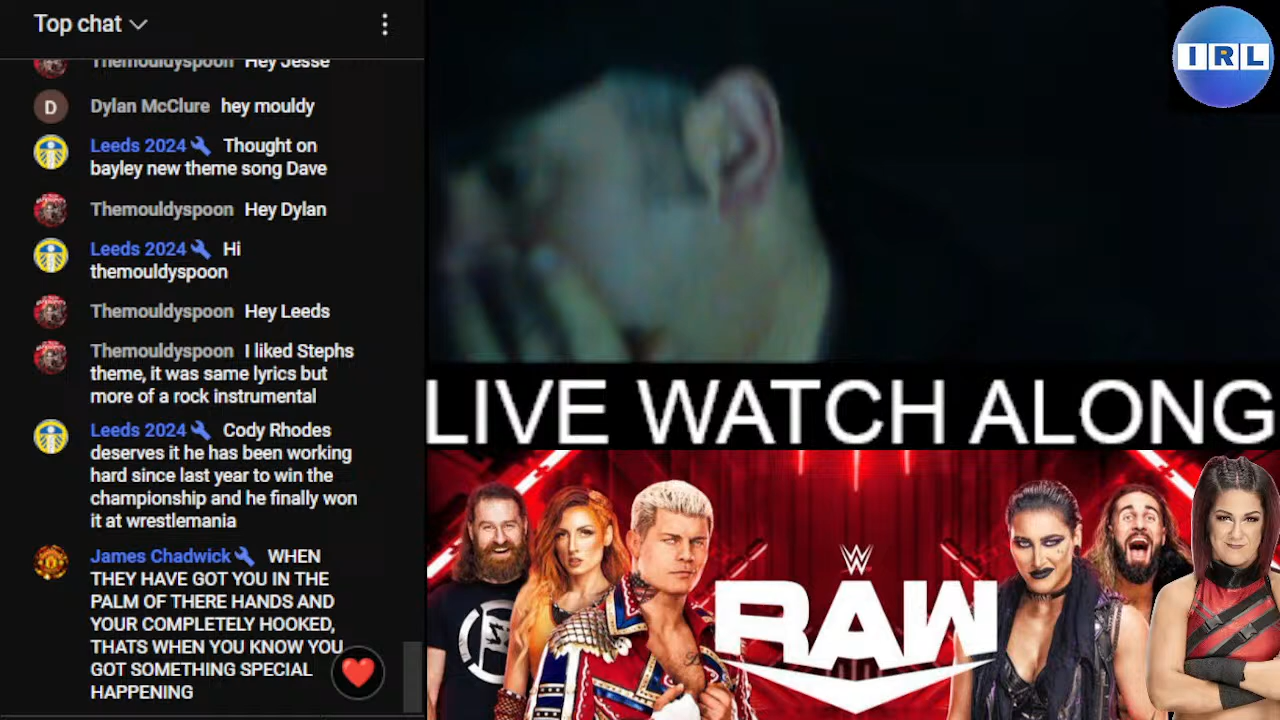 Top chat
Themouldyspoon Hey Jesse
D
Dylan McClure hey mouldy
Leeds 2024 Thought on
bayley new theme song Dave
Themouldyspoon Hey Dylan
Leeds 2024 Hi
themouldyspoon
Themouldyspoon Hey Leeds
Themouldyspoon I liked Stephs
theme, it was same lyrics but
more of a rock instrumental
Leeds 2024 Cody Rhodes
deserves it he has been working
hard since last year to win the
championship and he finally won
it at wrestlemania
James Chadwick WHEN
THEY HAVE GOT YOU IN THE
PALM OF THERE HANDS AND
YOUR COMPLETELY HOOKED,
THATS WHEN YOU KNOW YOU
GOT SOMETHING SPECIAL
HAPPENING
IRL
LIVE WATCH ALONG
W
RAW